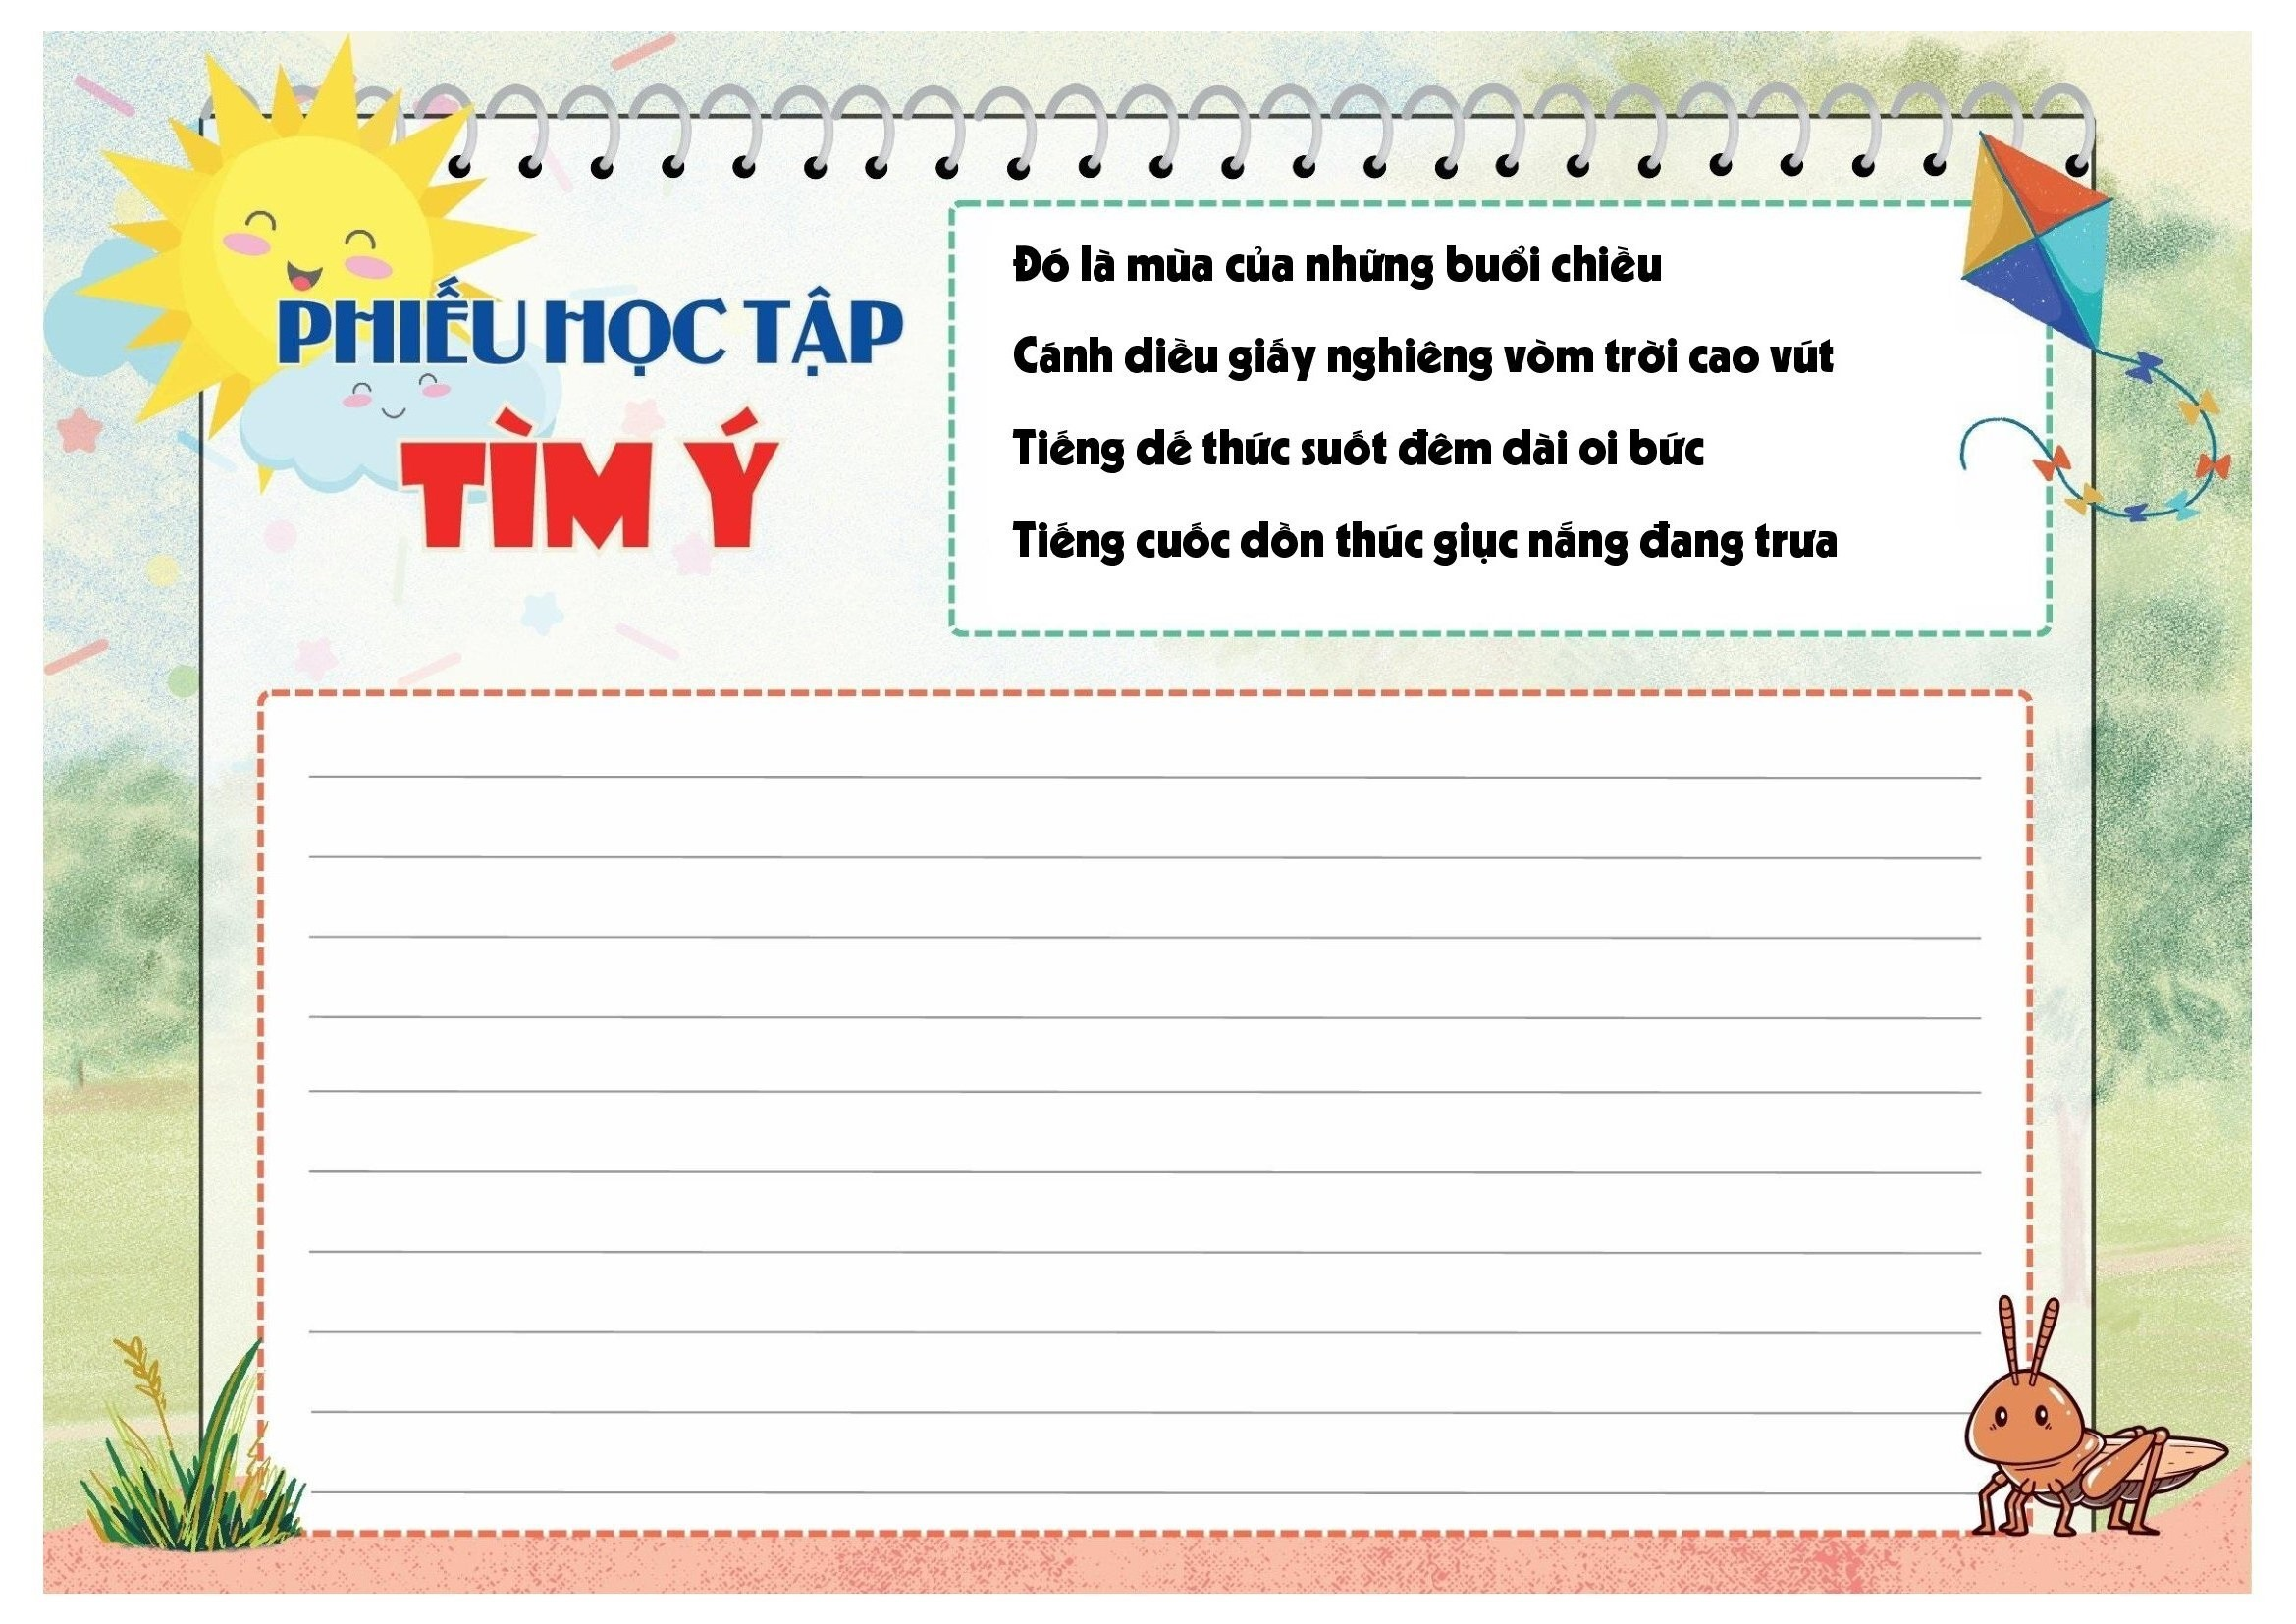 PHIẾU HỌC TẬP
TÌM Ý
Đó là mùa của những buổi chiều
Cánh diều giấy nghiêng vòm trời cao vút
Tiếng dế thức suốt đêm dài oi bức
Tiếng cuốc dồn thúc giục nắng đang trưa